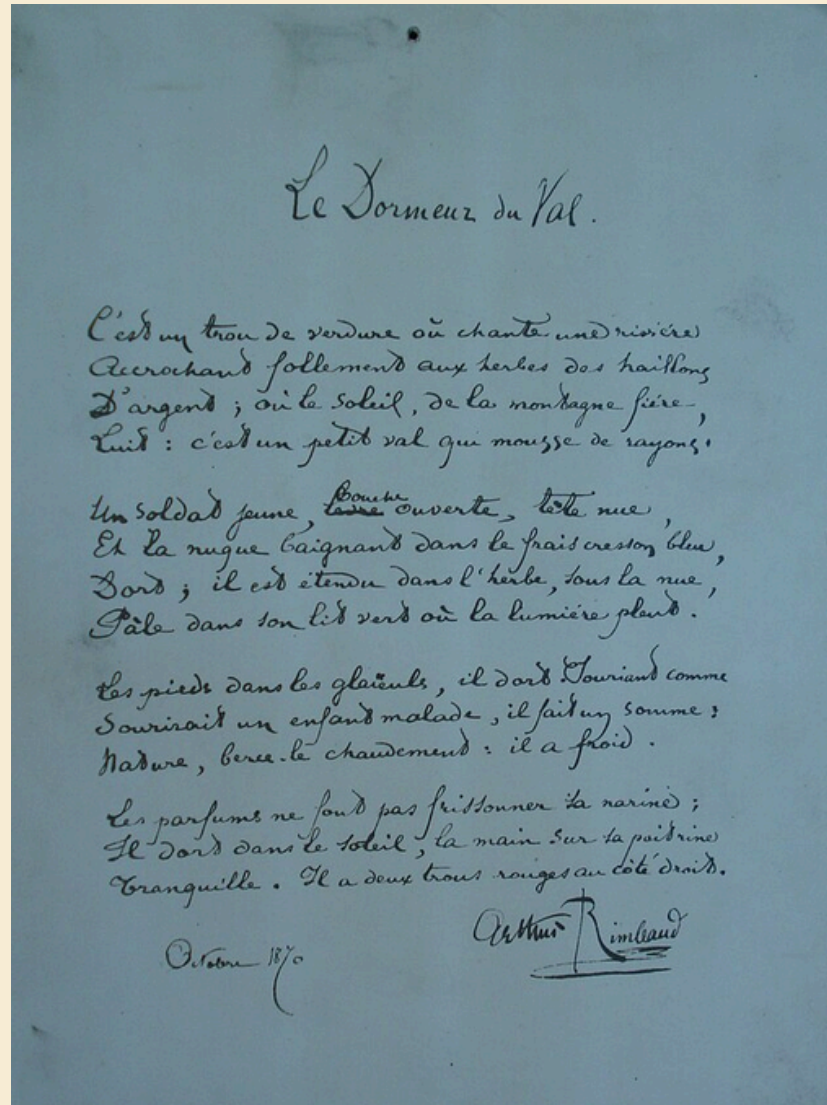 Le Dormeur du Val.
C'est un trou de verdure où chante une rivière
Accrochant follement aux herbes des haillons
D'argent ; où le soleil, de la montagne fière,
Luit : c'est un petit val qui mousse de rayons.
Un soldat jeune, lèvre bouche ouverte, tête nue,
Et la nuque baignant dans le frais cresson bleu,
Dort ; il est étendu dans l'herbe, sous la nue,
Pâle dans son lit vert où la lumière pleut.
Les pieds dans les glaïeuls, il dort. Souriant comme
Sourirait un enfant malade, il fait un somme :
Nature, berce-le chaudement : il a froid.
Les parfums ne font pas frissonner sa narine ;
Il dort dans le soleil, la main sur sa poitrine
Tranquille. Il a deux trous rouges au côté droit.
Arthur Rimbaud
Octobre 1870